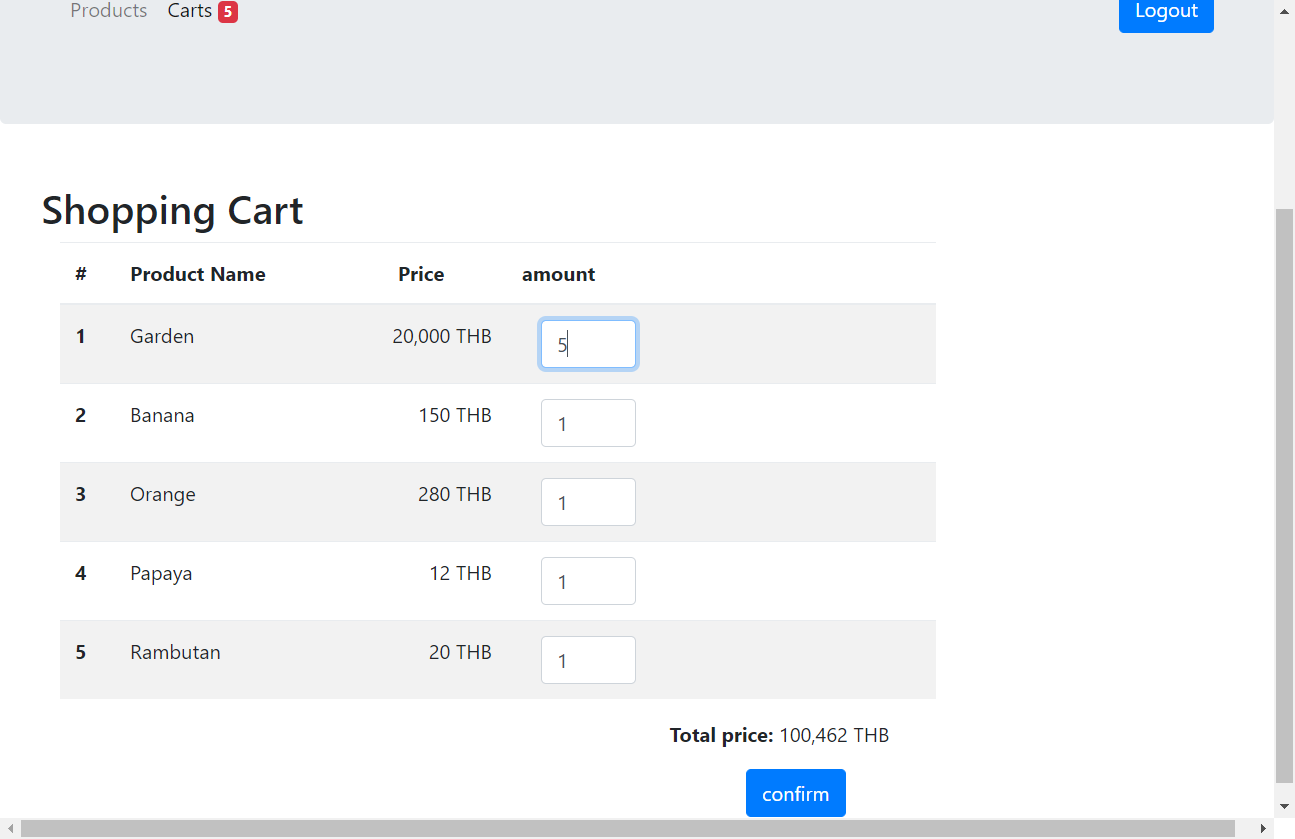 Products Carts 5 Logout
Shopping Cart
# Product Name Price amount
1 Garden 20,000 THB 5
2 Banana 150 THB 1
3 Orange 280 THB 1
4 Papaya 12 THB 1
5 Rambutan 20 THB 1
Total price: 100,462 THB
confirm